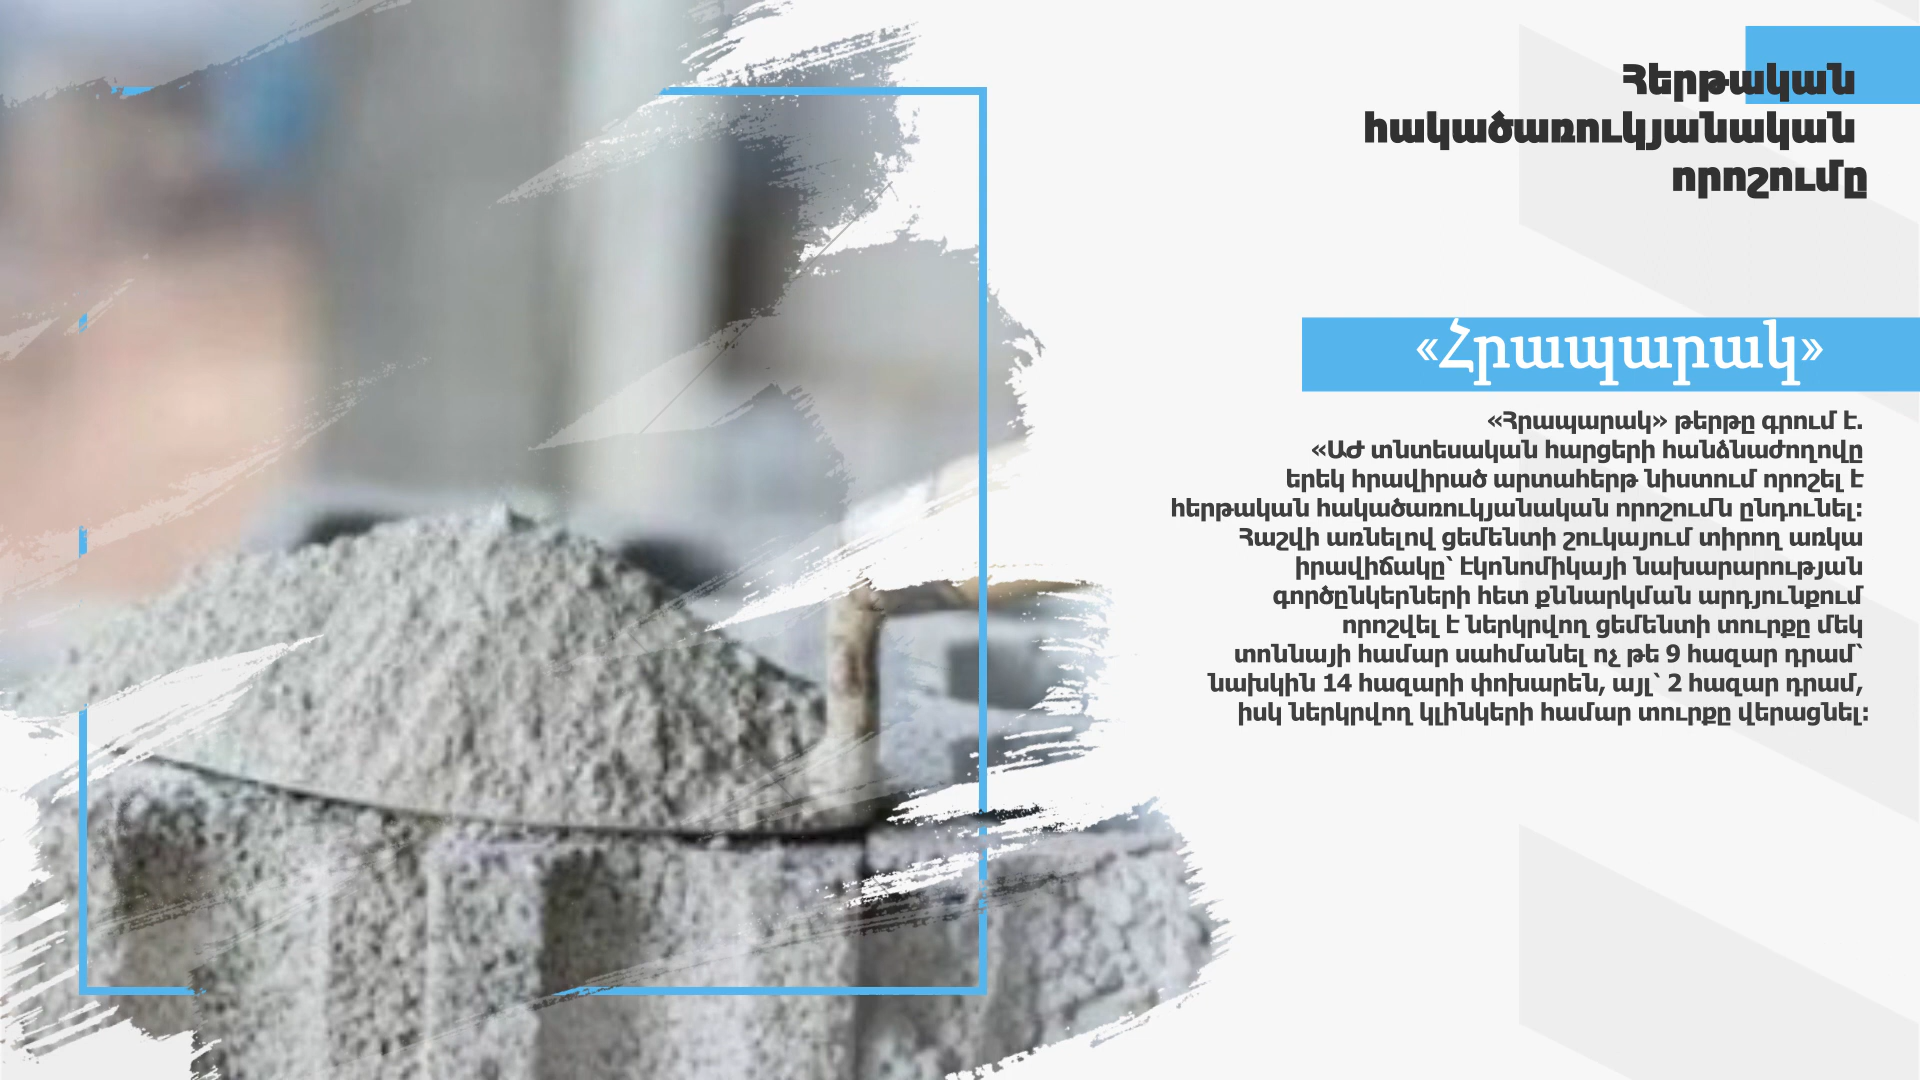 Հերթական
հակածառուկյանական
որոշումը
«Հրապարակ»
«Հրապարակ» թերթը գրում է.
«ԱԺ տնտեսական հարցերի հանձնաժողովը
երեկ հրավիրած արտահերթ նիստում որոշել է
հերթական հակածառուկյանական որոշումն ընդունել:
Հաշվի առնելով ցեմենտի շուկայում տիրող առկա
իրավիճակը՝ էկոնոմիկայի նախարարության
գործընկերների հետ քննարկման արդյունքում
որոշվել է ներկրվող ցեմենտի տուրքը մեկ
տոննայի համար սահմանել ոչ թե 9 հազար դրամ՝
նախկին 14 հազարի փոխարեն, այլ՝ 2 հազար դրամ,
իսկ ներկրվող կլինկերի համար տուրքը վերացնել: